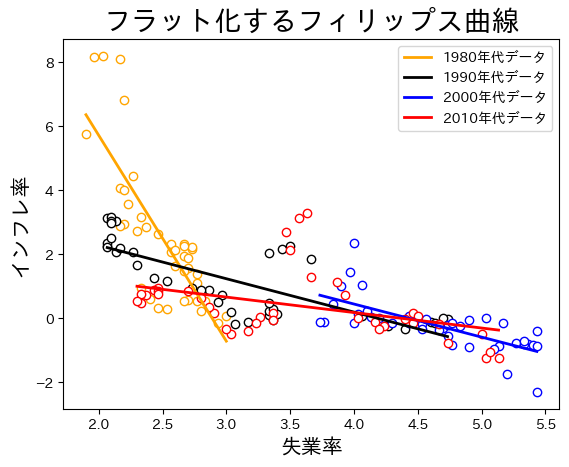 フラット化するフィリップス曲線
1980年代データ
1990年代データ
2000年代データ
2010年代データ
インフレ率
8
6
4
2
0
−2
2.0 2.5 3.0 3.5 4.0 4.5 5.0 5.5
失業率